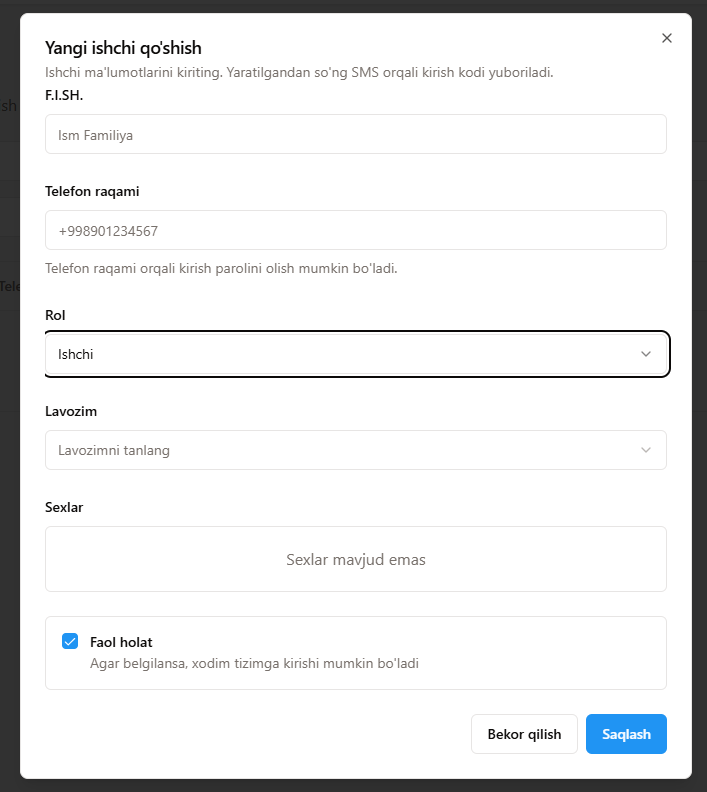 Yangi ishchi qo'shish
Ishchi ma'lumotlarini kiriting. Yaratilgandan so'ng SMS orqali kirish kodi yuboriladi.
F.I.SH.
Ism Familiya
Telefon raqami
+998901234567
Telefon raqami orqali kirish parolini olish mumkin bo'ladi.
Rol
Ishchi
Lavozim
Lavozimni tanlang
Sexlar
Sexlar mavjud emas
Faol holat
Agar belgilansa, xodim tizimga kirishi mumkin bo'ladi
Bekor qilish
Saqlash